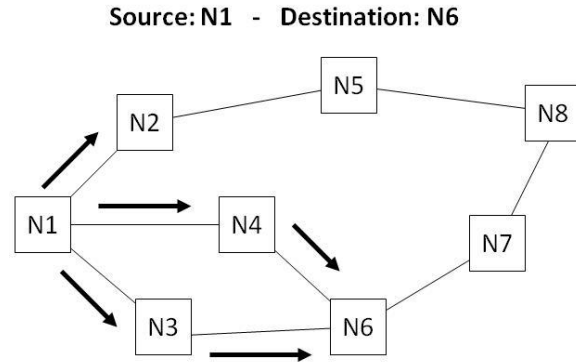 Source: N1 - Destination: N6
N5
N2
N8
N1
N4
N7
N3
N6